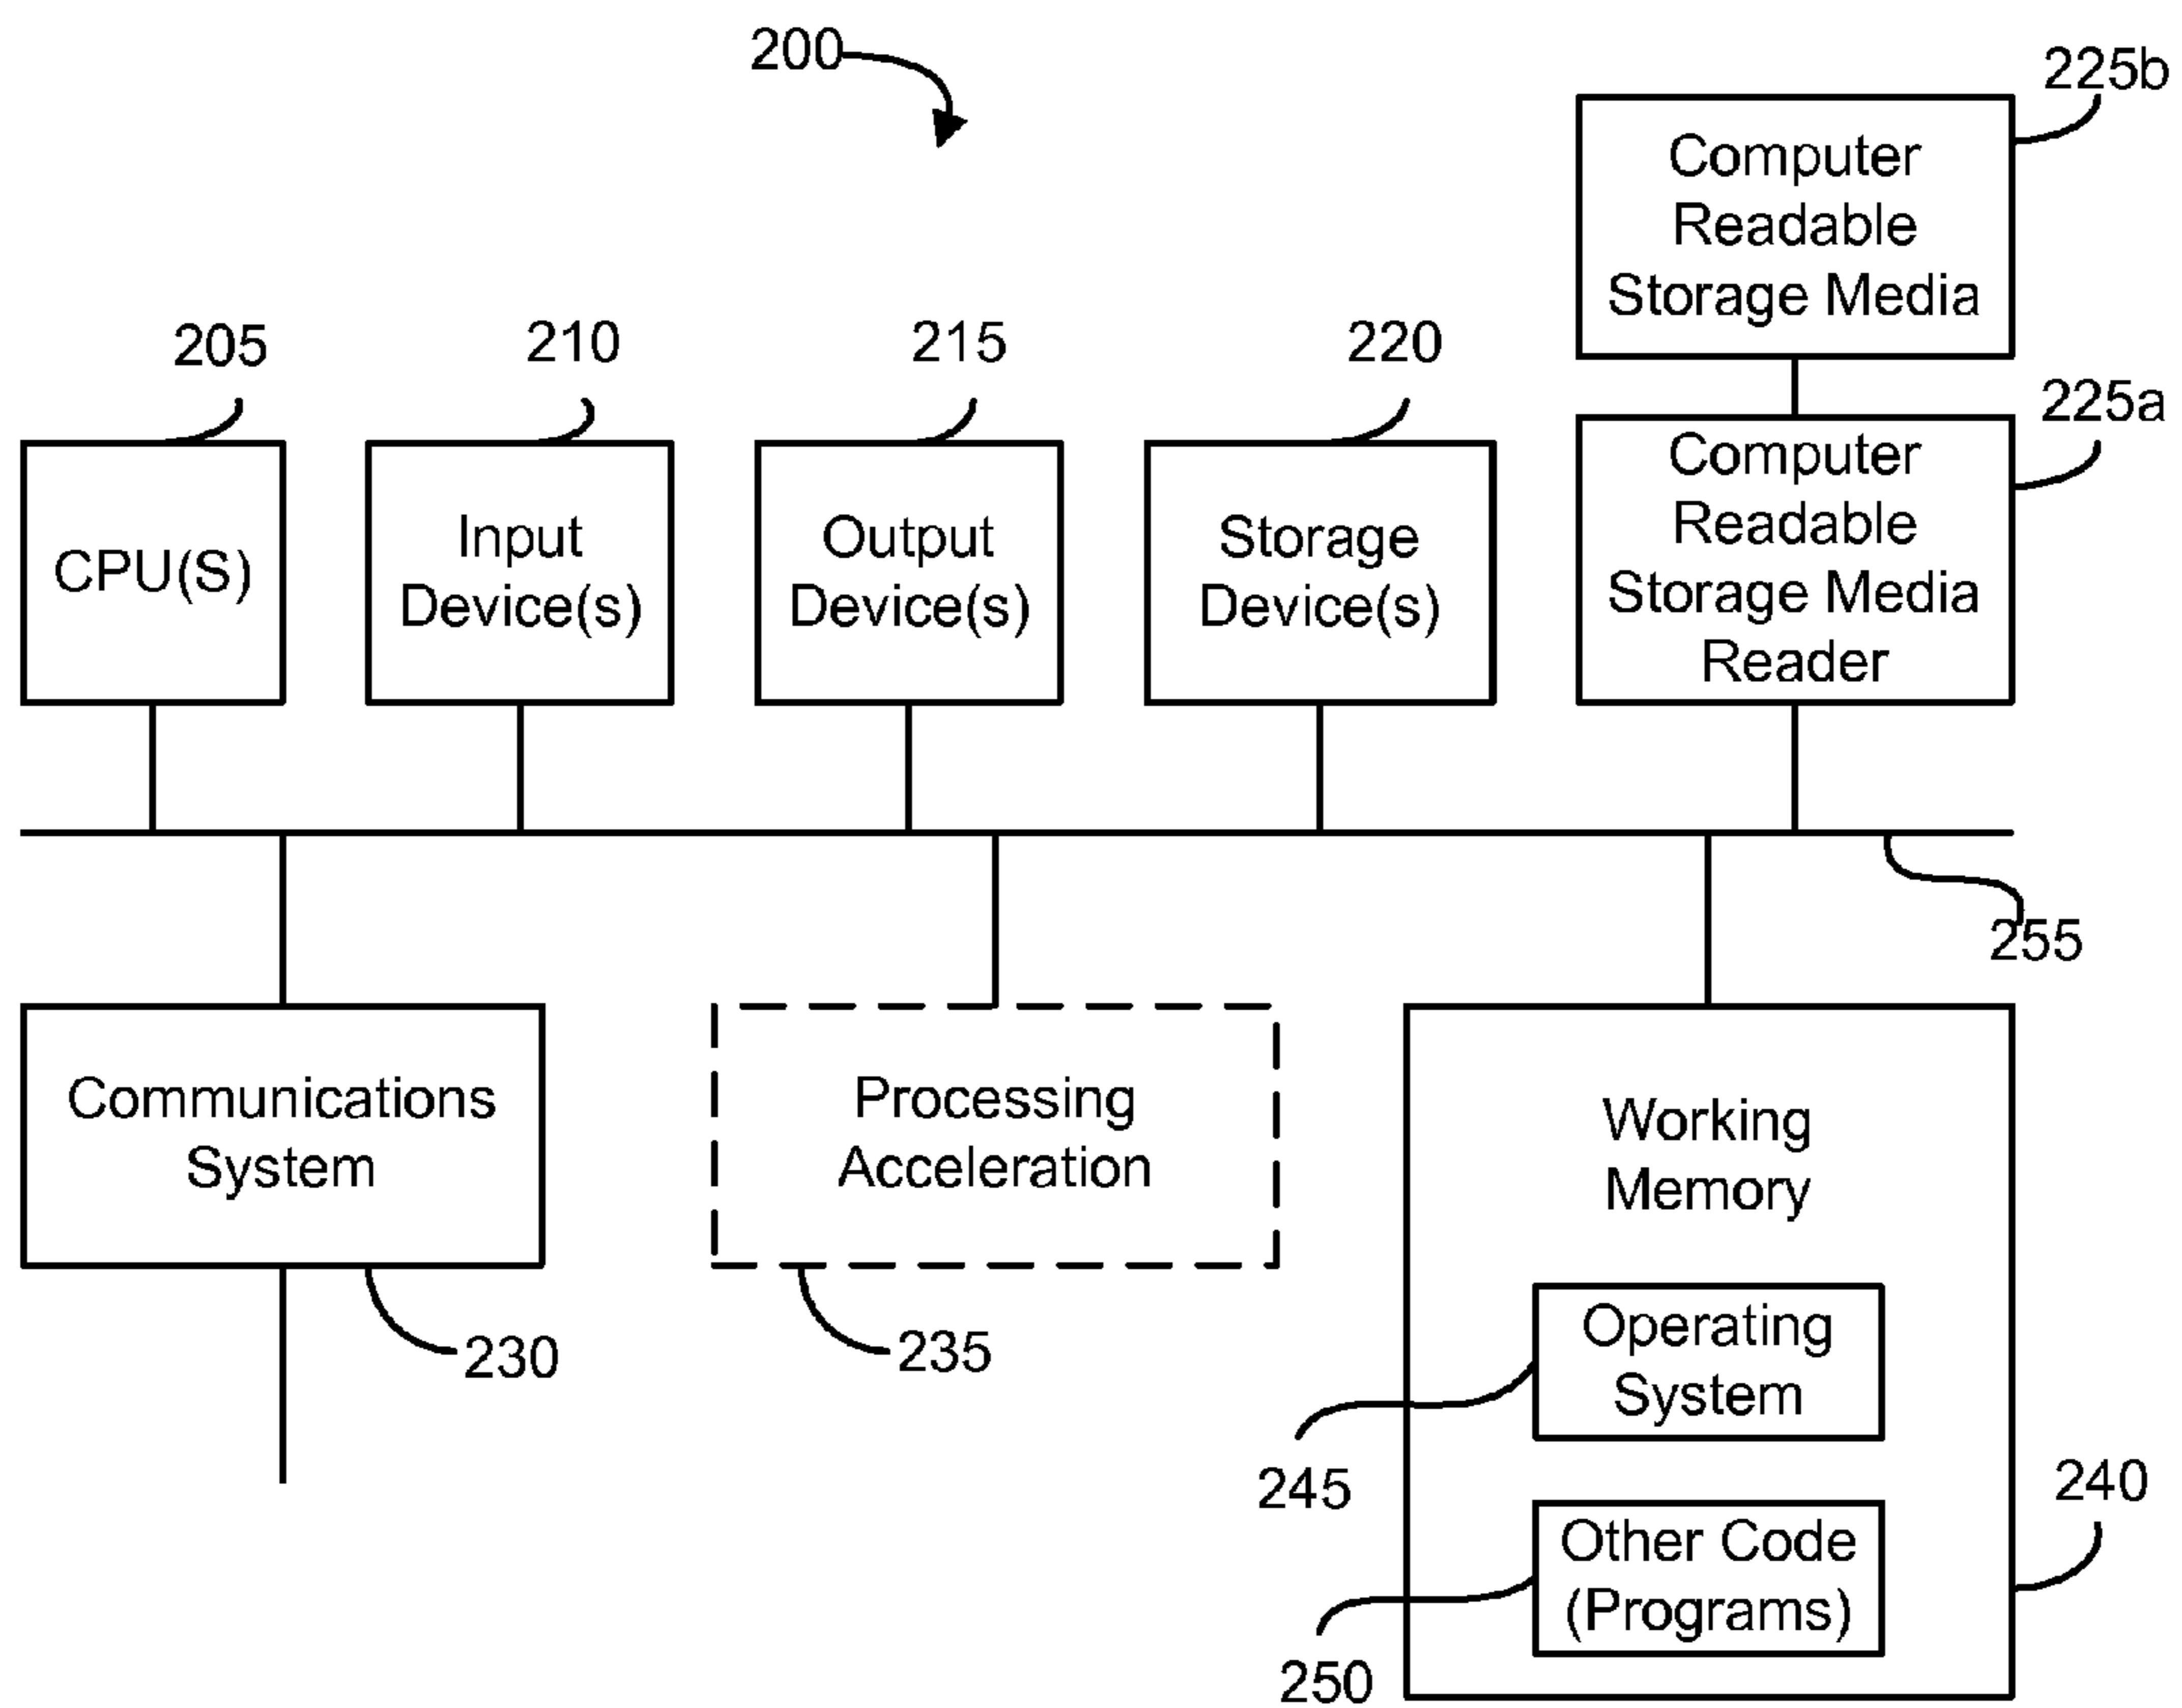 200
225b
Computer
Readable
Storage Media
205
210
215
220
225a
CPU(S)
Input
Device(s)
Output
Device(s)
Storage
Device(s)
Computer
Readable
Storage Media
Reader
255
Communications
System
230
Processing
Acceleration
235
Working
Memory
Operating
System
245
240
Other Code
(Programs)
250